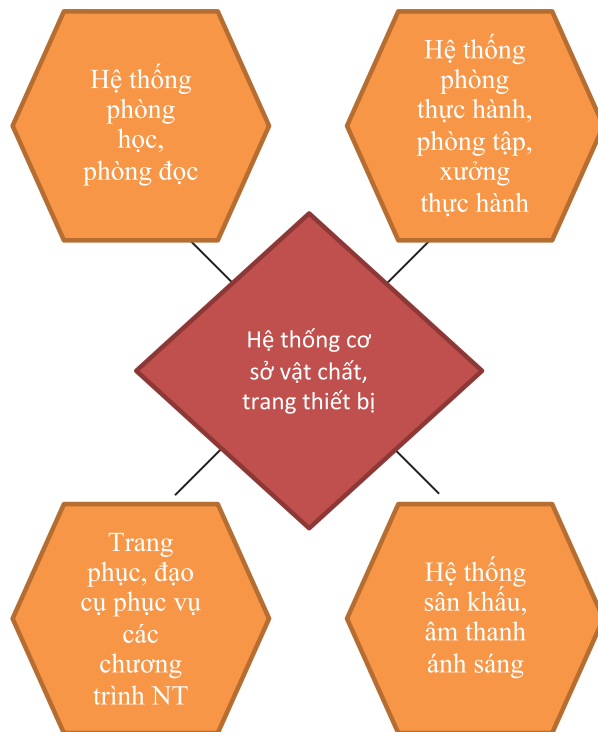 Hệ thống
phòng
học,
phòng đọc
Hệ thống
phòng
thực hành,
phòng tập,
xưởng
thực hành
Hệ thống cơ
sở vật chất,
trang thiết bị
Trang
phục, đạo
cụ phục vụ
các
chương
trình NT
Hệ thống
sân khấu,
âm thanh
ánh sáng